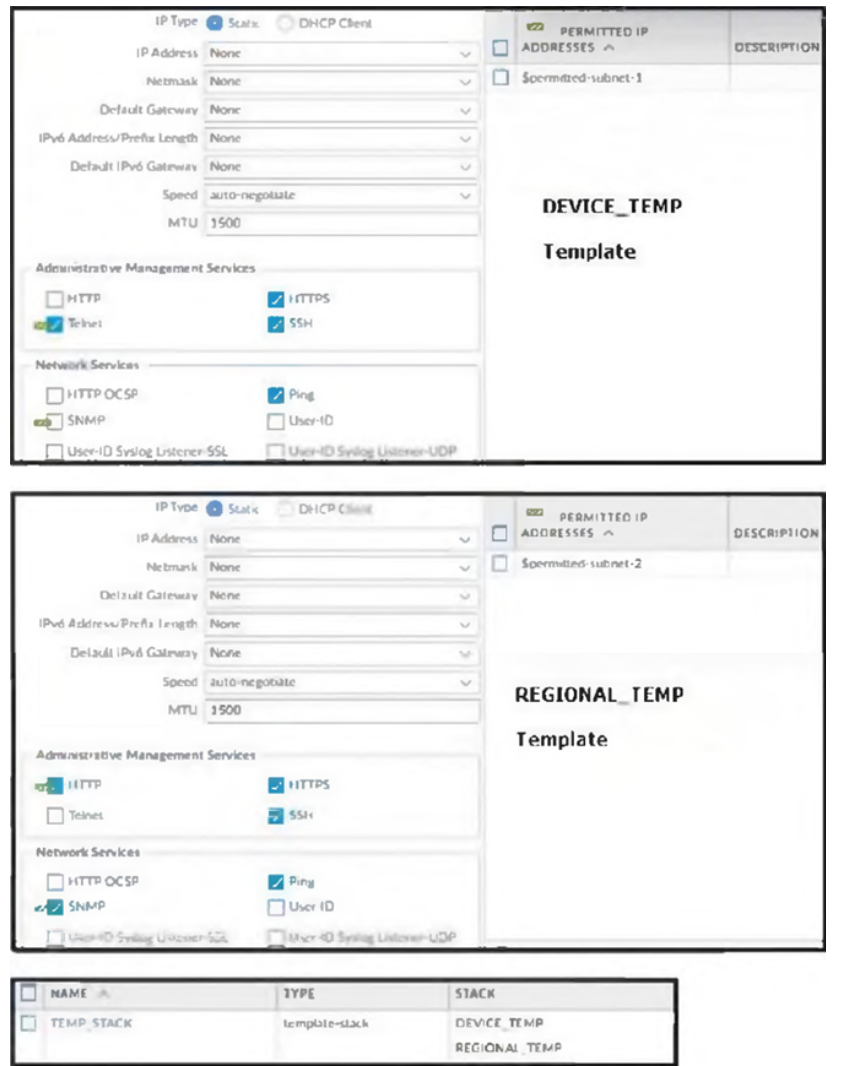 IP Type Static DHCP Client
IP Address None
Netmask None
Default Gateway None
IPv6 Address/Prefix Length None
Default IPv6 Gateway None
Speed auto-negotiate
MTU 1500
Administrative Management Services
HTTP HTTPS
Telnet SSH
Network Services
HTTP OCSP Ping
SNMP User-ID
User-ID Syslog Listener-SSL User-ID Syslog Listener-UDP
PERMITTED IP
ADDRESSES DESCRIPTION
$permitted-subnet-1
DEVICE_TEMP
Template
IP Type Static DHCP Client
IP Address None
Netmask None
Default Gateway None
IPv6 Address/Prefix Length None
Default IPv6 Gateway None
Speed auto-negotiate
MTU 1500
Administrative Management Services
HTTP HTTPS
Telnet SSH
Network Services
HTTP OCSP Ping
SNMP User ID
User-ID Syslog Listener-SSL User-ID Syslog Listener-UDP
PERMITTED IP
ADDRESSES DESCRIPTION
$permitted-subnet-2
REGIONAL_TEMP
Template
NAME TYPE STACK
TEMP_STACK template-stack DEVICE_TEMP
REGIONAL_TEMP